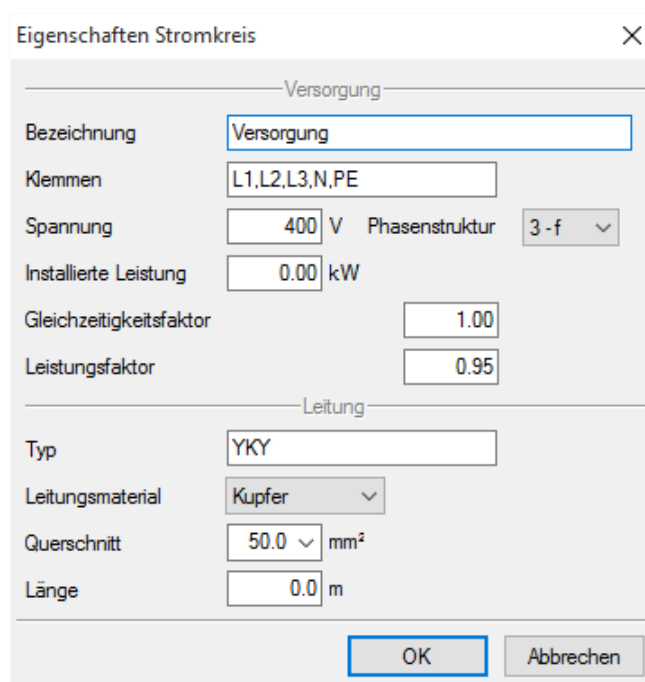 Eigenschaften Stromkreis
Versorgung
Bezeichnung Versorgung
Klemmen L1,L2,L3,N,PE
Spannung 400 V Phasenstruktur 3 -f
Installierte Leistung 0.00 kW
Gleichzeitigkeitsfaktor 1.00
Leistungsfaktor 0.95
Leitung
Typ YKY
Leitungsmaterial Kupfer
Querschnitt 50.0 mm²
Länge 0.0 m
OK Abbrechen